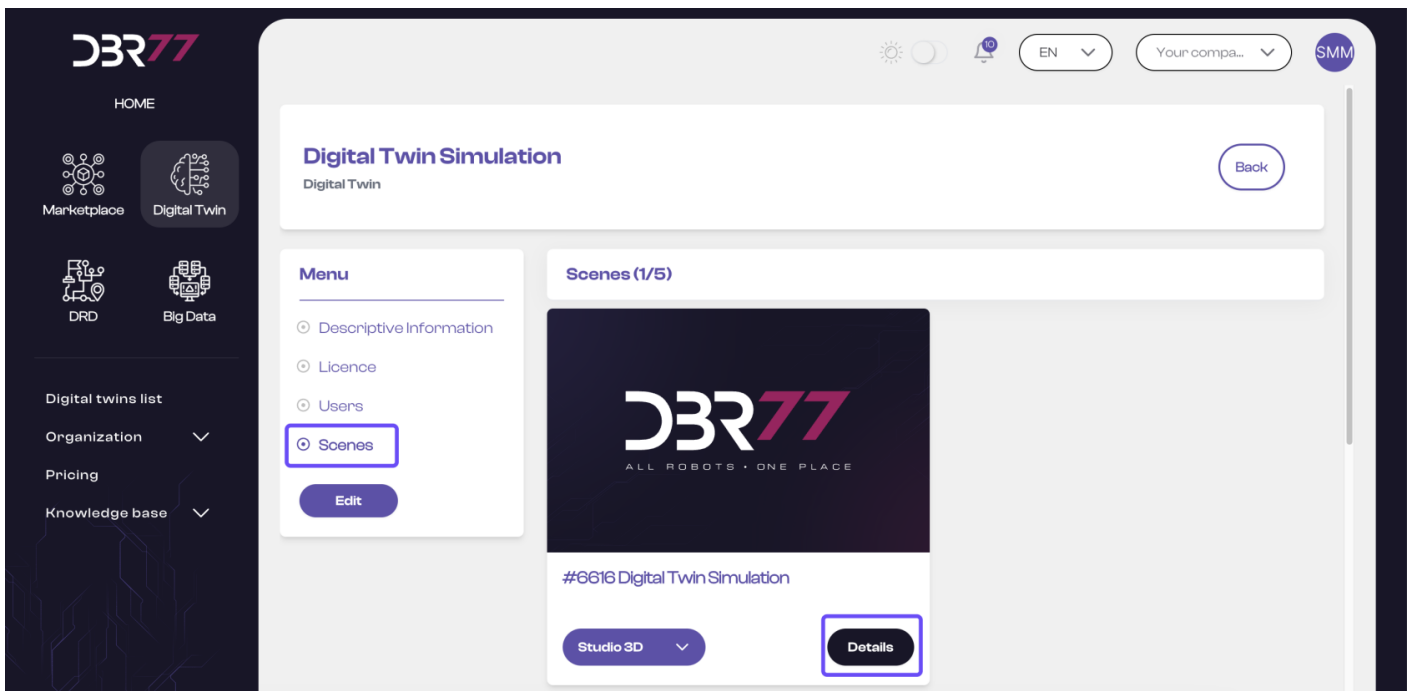 DBR77
HOME
Marketplace
Digital Twin
DRD
Big Data
Digital twins list
Organization
Pricing
Knowledge base
10
EN
Your compa...
SMM
Digital Twin Simulation
Digital Twin
Back
Menu
Descriptive Information
Licence
Users
Scenes
Edit
Scenes (1/5)
DBR77
ALL ROBOTS • ONE PLACE
#6616 Digital Twin Simulation
Studio 3D
Details